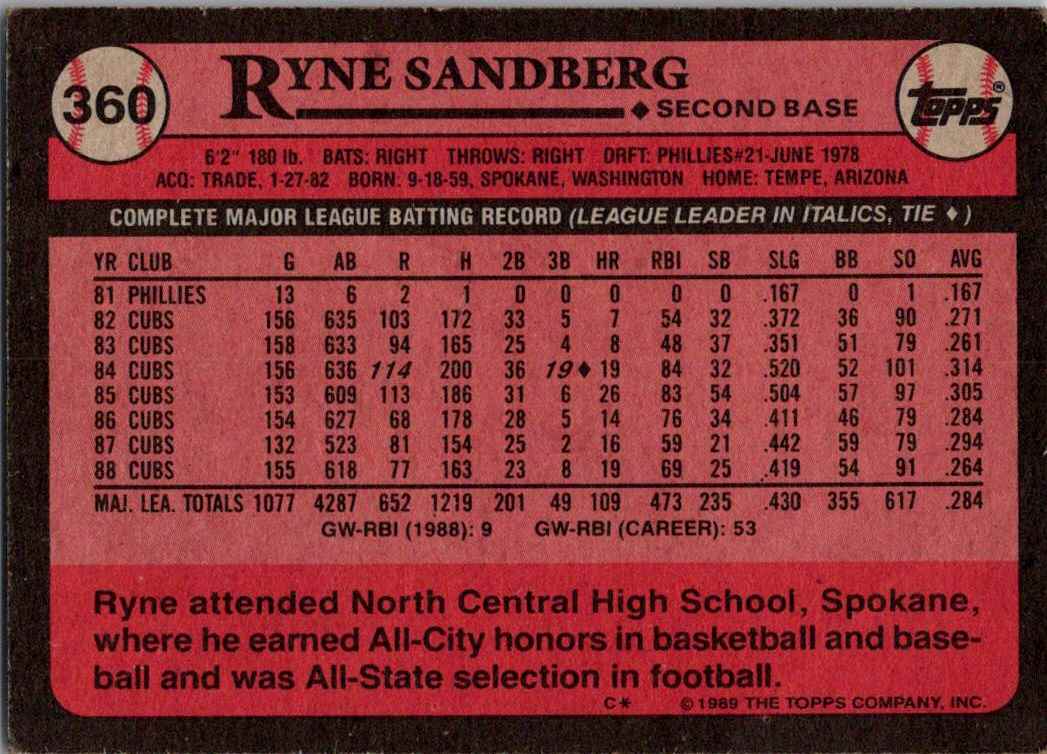 360
RYNE SANDBERG
◆ SECOND BASE
topps®
6'2" 180 lb. BATS: RIGHT THROWS: RIGHT DRFT: PHILLIES#21-JUNE 1978
ACQ: TRADE, 1-27-82 BORN: 9-18-59, SPOKANE, WASHINGTON HOME: TEMPE, ARIZONA
COMPLETE MAJOR LEAGUE BATTING RECORD (LEAGUE LEADER IN ITALICS, TIE ♦)
YR CLUB G AB R H 2B 3B HR RBI SB SLG BB SO AVG
81 PHILLIES 13 6 2 1 0 0 0 0 0 .167 0 1 .167
82 CUBS 156 635 103 172 33 5 7 54 32 .372 36 90 .271
83 CUBS 158 633 94 165 25 4 8 48 37 .351 51 79 .261
84 CUBS 156 636 114 200 36 19♦ 19 84 32 .520 52 101 .314
85 CUBS 153 609 113 186 31 6 26 83 54 .504 57 97 .305
86 CUBS 154 627 68 178 28 5 14 76 34 .411 46 79 .284
87 CUBS 132 523 81 154 25 2 16 59 21 .442 59 79 .294
88 CUBS 155 618 77 163 23 8 19 69 25 .419 54 91 .264
MAJ. LEA. TOTALS 1077 4287 652 1219 201 49 109 473 235 .430 355 617 .284
GW-RBI (1988): 9 GW-RBI (CAREER): 53
Ryne attended North Central High School, Spokane,
where he earned All-City honors in basketball and base-
ball and was All-State selection in football.
C* © 1989 THE TOPPS COMPANY, INC.